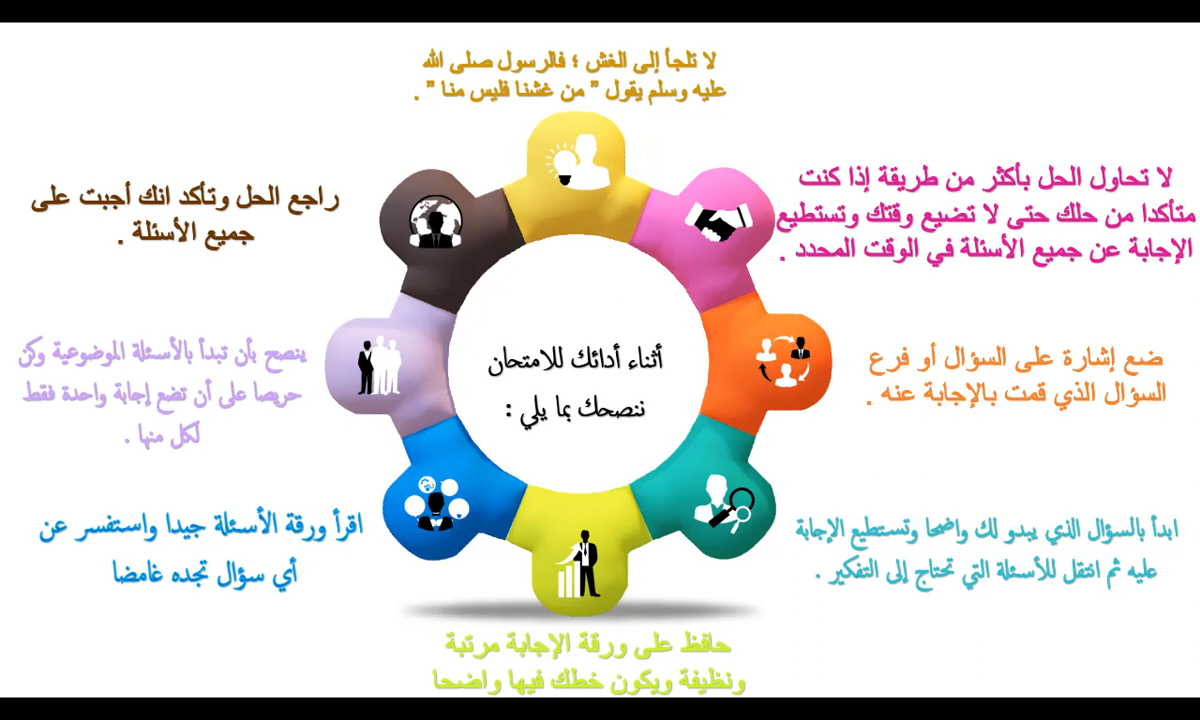 لا تلجأ إلى الغش ؛ فالرسول صلى الله
عليه وسلم يقول " من غشنا فليس منا " .
لا تحاول الحل بأكثر من طريقة إذا كنت
متأكدا من حلك حتى لا تضيع وقتك وتستطيع
الإجابة عن جميع الأسئلة في الوقت المحدد .
راجع الحل وتأكد انك أجبت على
جميع الأسئلة .
أثناء أدائك للامتحان
ننصحك بما يلي :
ضع إشارة على السؤال أو فرع
السؤال الذي قمت بالإجابة عنه .
ينصح بأن تبدأ بالأسئلة الموضوعية وكن
حريصا على أن تضع إجابة واحدة فقط
لكل منها .
ابدأ بالسؤال الذي يبدو لك واضحا وتستطيع الإجابة
عليه ثم انتقل للأسئلة التي تحتاج إلى التفكير .
اقرأ ورقة الأسئلة جيدا واستفسر عن
أي سؤال تجده غامضا
حافظ على ورقة الإجابة مرتبة
ونظيفة ويكون خطك فيها واضحا